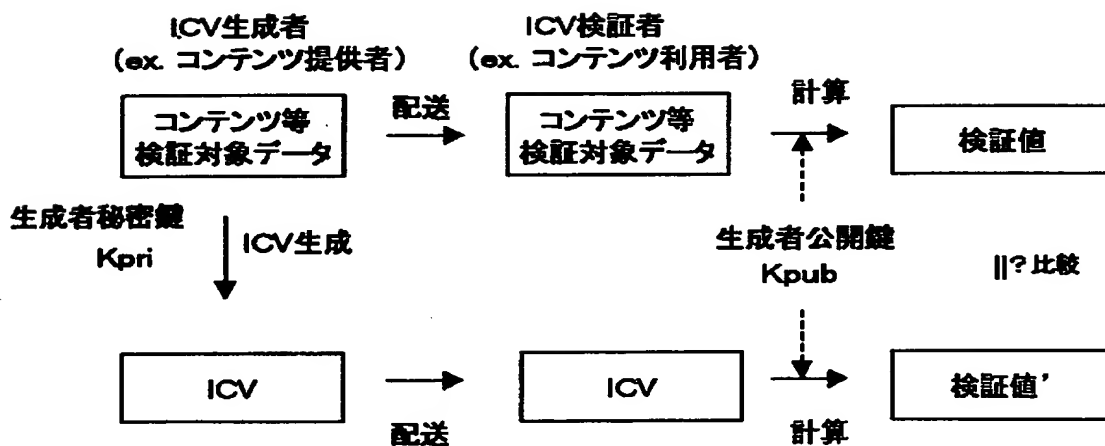 ICV生成者
(ex. コンテンツ提供者)
ICV検証者
(ex. コンテンツ利用者)
コンテンツ等
検証対象データ
配送
コンテンツ等
検証対象データ
計算
検証値
生成者秘密鍵
Kpri
ICV生成
生成者公開鍵
Kpub
||?比較
ICV
配送
ICV
計算
検証値'